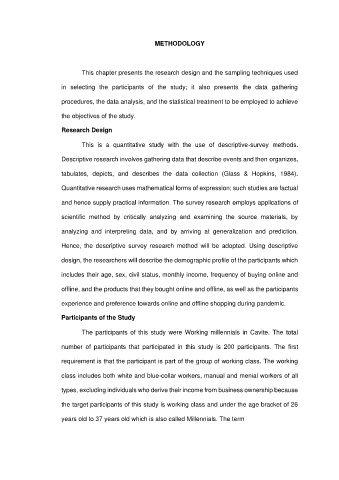 METHODOLOGY
This chapter presents the research design and the sampling techniques used
in selecting the participants of the study; it also presents the data gathering
procedures, the data analysis, and the statistical treatment to be employed to achieve
the objectives of the study.
Research Design
This is a quantitative study with the use of descriptive-survey methods.
Descriptive research involves gathering data that describe events and then organizes,
tabulates, depicts, and describes the data collection (Glass & Hopkins, 1984).
Quantitative research uses mathematical forms of expression; such studies are factual
and hence supply practical information. The survey research employs applications of
scientific method by critically analyzing and examining the source materials, by
analyzing and interpreting data, and by arriving at generalization and prediction.
Hence, the descriptive survey research method will be adopted. Using descriptive
design, the researchers will describe the demographic profile of the participants which
includes their age, sex, civil status, monthly income, frequency of buying online and
offline, and the products that they bought online and offline, as well as the participants
experience and preference towards online and offline shopping during pandemic.
Participants of the Study
The participants of this study were Working millennials in Cavite. The total
number of participants that participated in this study is 200 participants. The first
requirement is that the participant is part of the group of working class. The working
class includes both white and blue-collar workers, manual and menial workers of all
types, excluding individuals who derive their income from business ownership because
the target participants of this study is working class and under the age bracket of 26
years old to 37 years old which is also called Millennials. The term